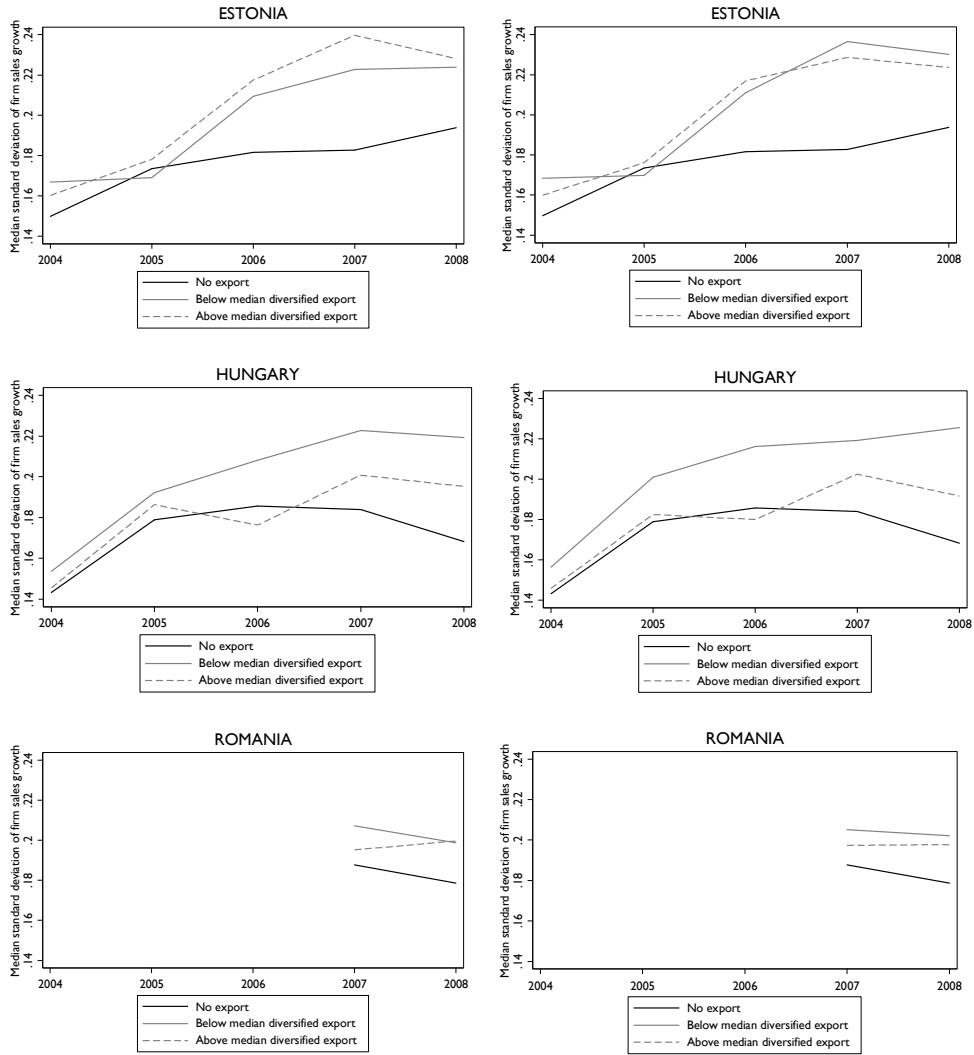 ESTONIA
Median standard deviation of firm sales growth
.24
.22
.2
.18
.16
.14
2004 2005 2006 2007 2008
No export
Below median diversified export
Above median diversified export
ESTONIA
Median standard deviation of firm sales growth
.24
.22
.2
.18
.16
.14
2004 2005 2006 2007 2008
No export
Below median diversified export
Above median diversified export
HUNGARY
Median standard deviation of firm sales growth
.24
.22
.2
.18
.16
.14
2004 2005 2006 2007 2008
No export
Below median diversified export
Above median diversified export
HUNGARY
Median standard deviation of firm sales growth
.24
.22
.2
.18
.16
.14
2004 2005 2006 2007 2008
No export
Below median diversified export
Above median diversified export
ROMANIA
Median standard deviation of firm sales growth
.24
.22
.2
.18
.16
.14
2004 2005 2006 2007 2008
No export
Below median diversified export
Above median diversified export
ROMANIA
Median standard deviation of firm sales growth
.24
.22
.2
.18
.16
.14
2004 2005 2006 2007 2008
No export
Below median diversified export
Above median diversified export